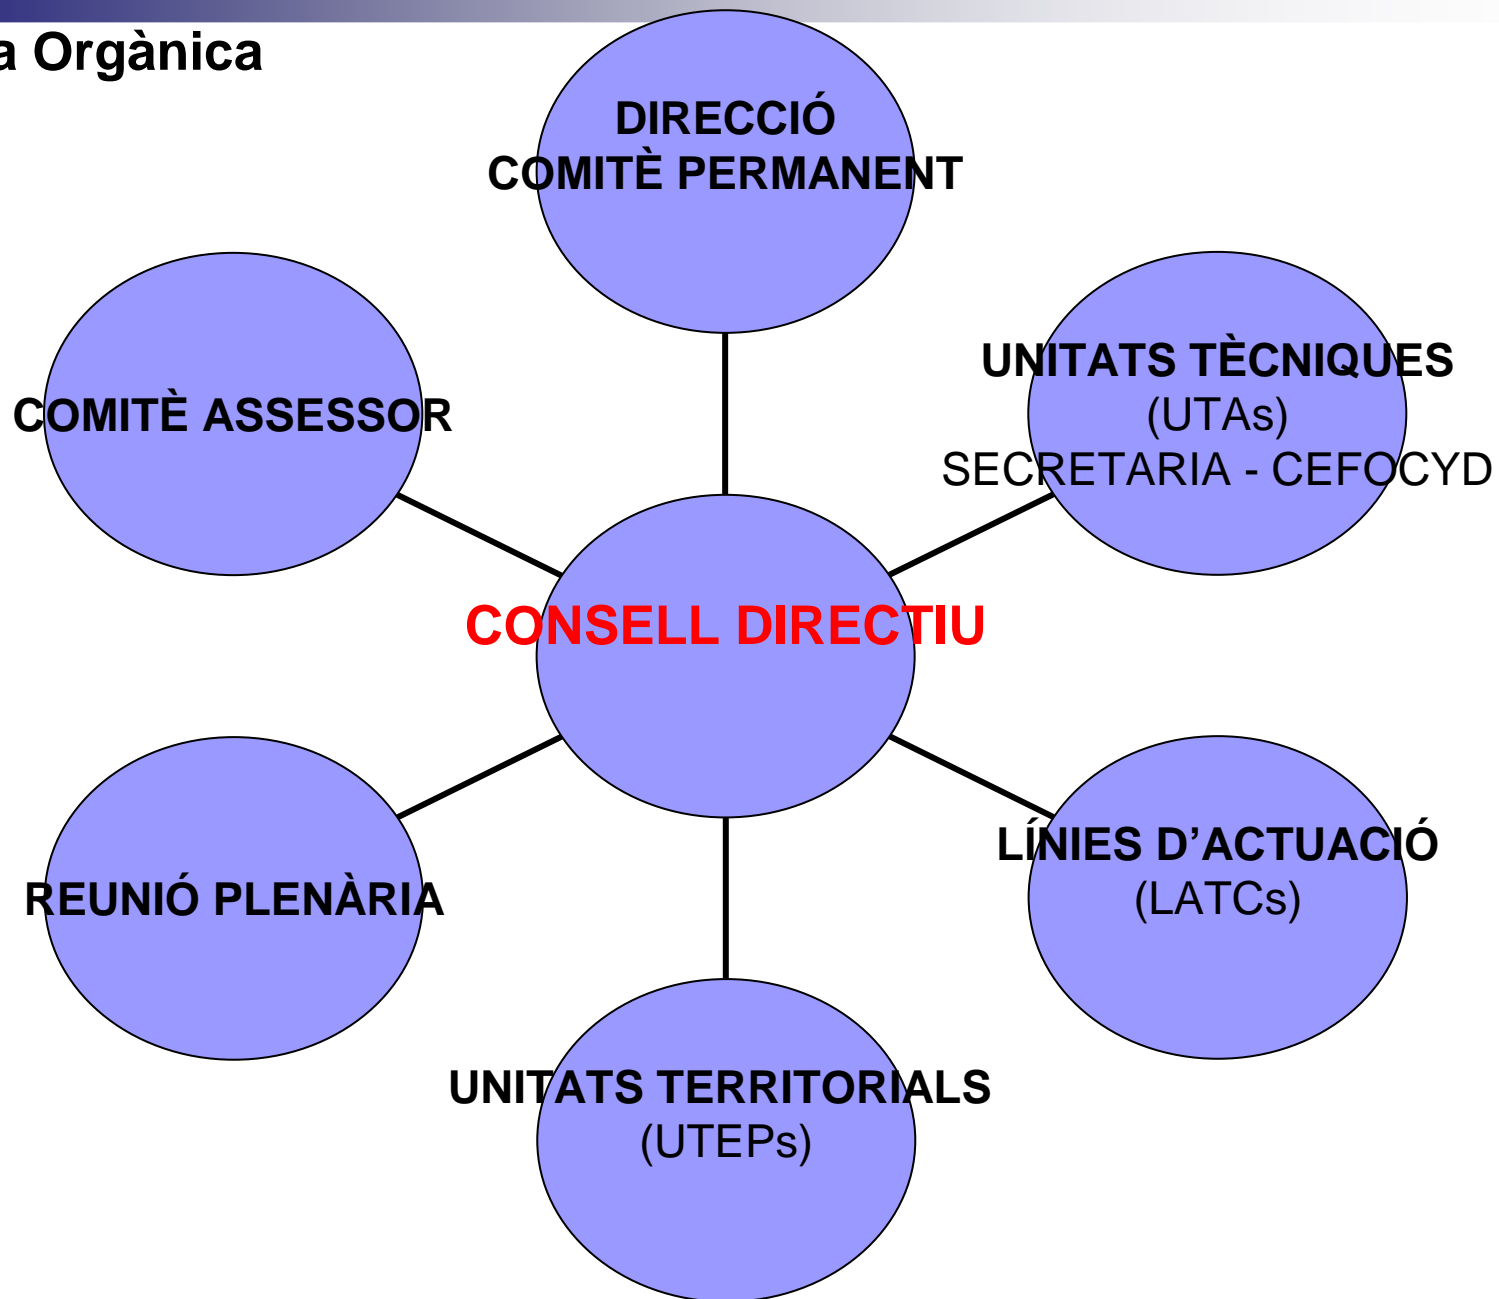 a Orgànica
DIRECCIÓ
COMITÈ PERMANENT
UNITATS TÈCNIQUES
(UTAs)
SECRETARIA - CEFOCYD
COMITÈ ASSESSOR
CONSELL DIRECTIU
LÍNIES D’ACTUACIÓ
(LATCs)
REUNIÓ PLENÀRIA
UNITATS TERRITORIALS
(UTEPs)